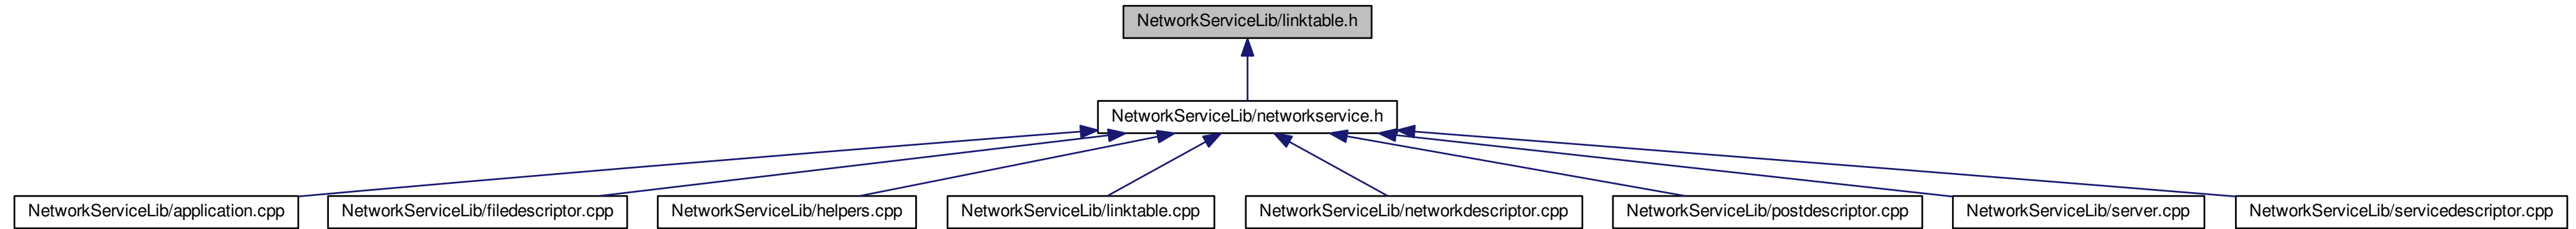 NetworkServiceLib/linktable.h
NetworkServiceLib/networkservice.h
NetworkServiceLib/application.cpp
NetworkServiceLib/filedescriptor.cpp
NetworkServiceLib/helpers.cpp
NetworkServiceLib/linktable.cpp
NetworkServiceLib/networkdescriptor.cpp
NetworkServiceLib/postdescriptor.cpp
NetworkServiceLib/server.cpp
NetworkServiceLib/servicedescriptor.cpp